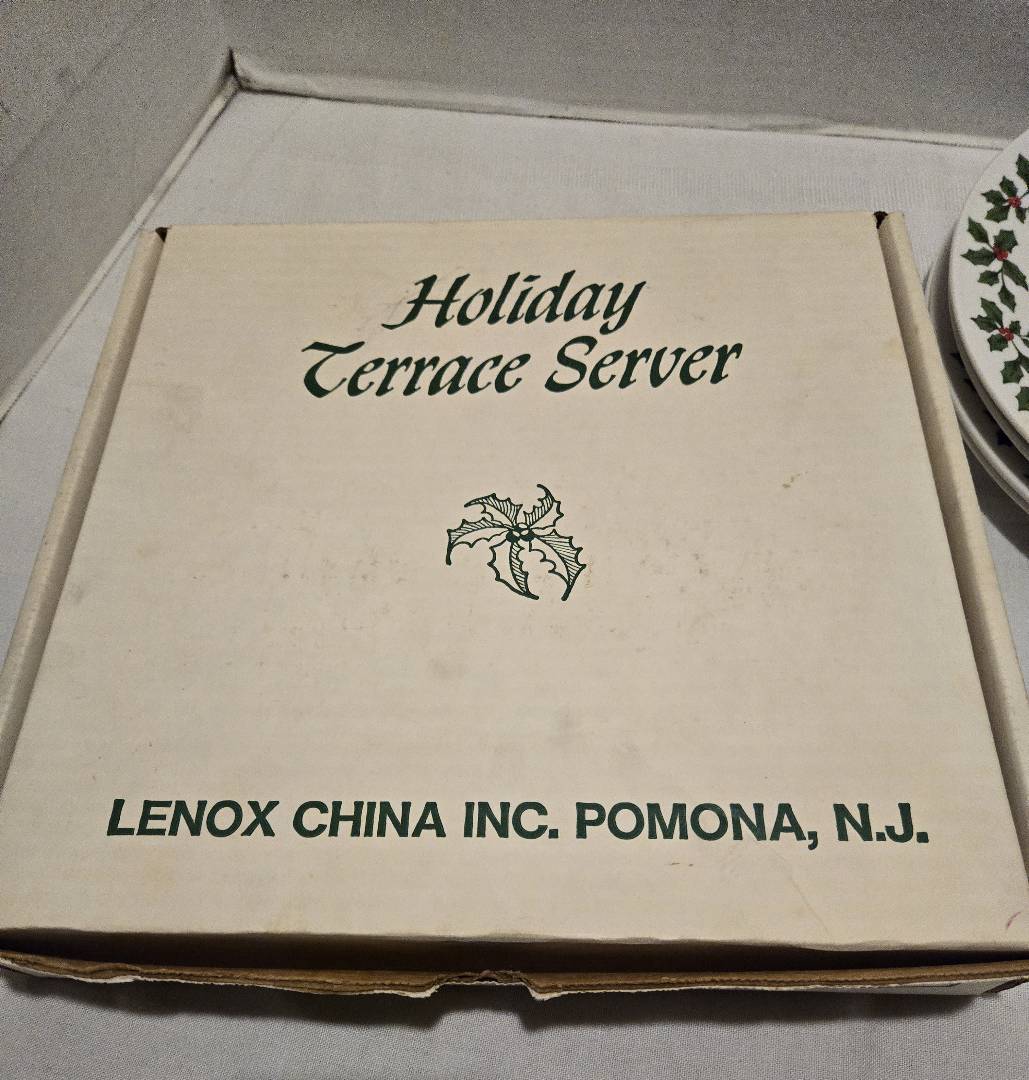 Holiday
Terrace Server
LENOX CHINA INC. POMONA, N.J.